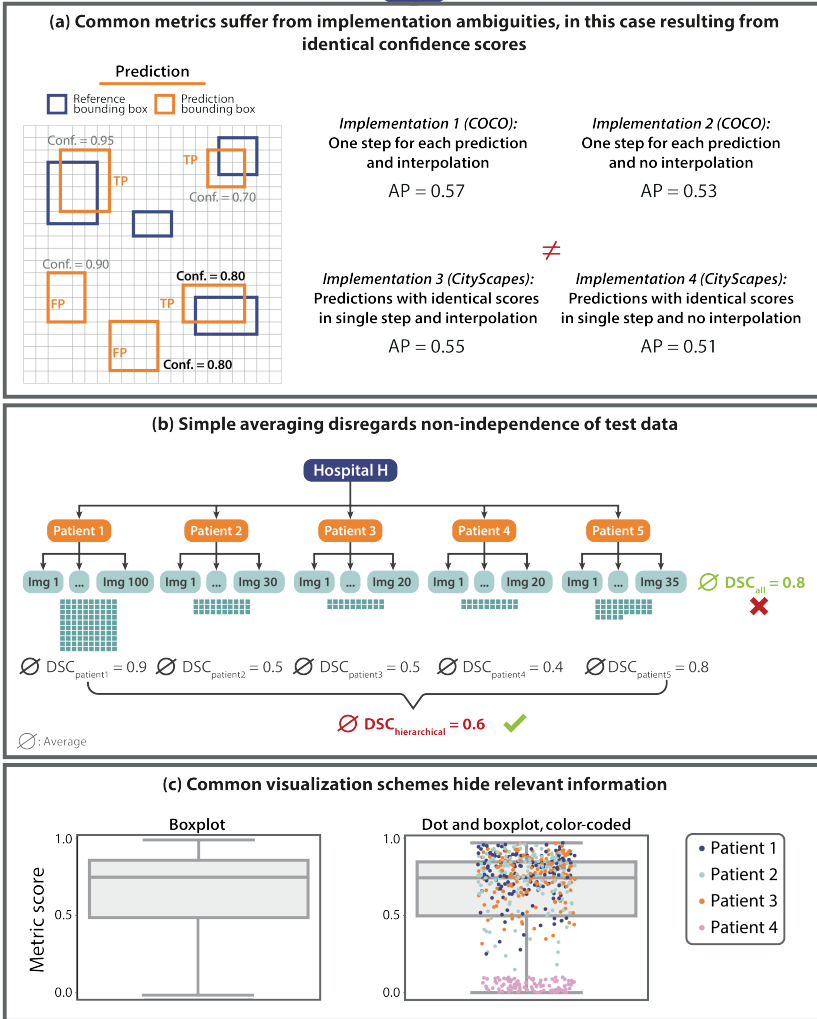 (a) Common metrics suffer from implementation ambiguities, in this case resulting from
identical confidence scores
Prediction
Reference
bounding box
Prediction
bounding box
Conf. = 0.95
TP
TP
Conf. = 0.70
Conf. = 0.90
FP
Conf. = 0.80
TP
FP
Conf. = 0.80
Implementation 1 (COCO):
One step for each prediction
and interpolation
AP = 0.57
Implementation 2 (COCO):
One step for each prediction
and no interpolation
AP = 0.53
≠
Implementation 3 (CityScapes):
Predictions with identical scores
in single step and interpolation
AP = 0.55
Implementation 4 (CityScapes):
Predictions with identical scores
in single step and no interpolation
AP = 0.51
(b) Simple averaging disregards non-independence of test data
Hospital H
Patient 1 Patient 2 Patient 3 Patient 4 Patient 5
Img 1 ... Img 100 Img 1 ... Img 30 Img 1 ... Img 20 Img 1 ... Img 20 Img 1 ... Img 35
∅ DSCall = 0.8
∅ DSCpatient1 = 0.9 ∅ DSCpatient2 = 0.5 ∅ DSCpatient3 = 0.5 ∅ DSCpatient4 = 0.4 ∅ DSCpatient5 = 0.8
∅ DSChierarchical = 0.6
∅: Average
(c) Common visualization schemes hide relevant information
Boxplot
Metric score
1.0
0.5
0.0
Dot and boxplot, color-coded
1.0
0.5
0.0
Patient 1
Patient 2
Patient 3
Patient 4